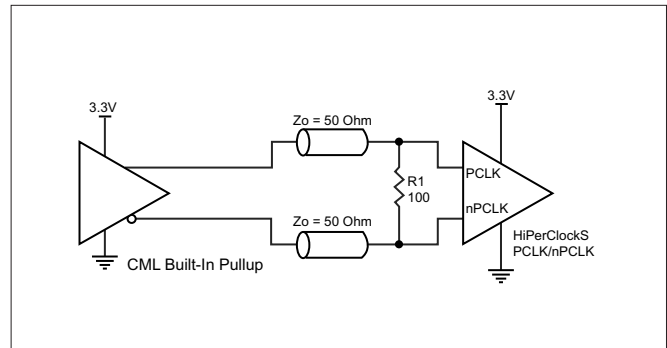 3.3V
3.3V
Zo = 50 Ohm
PCLK
R1
100
nPCLK
Zo = 50 Ohm
HiPerClockS
PCLK/nPCLK
CML Built-In Pullup